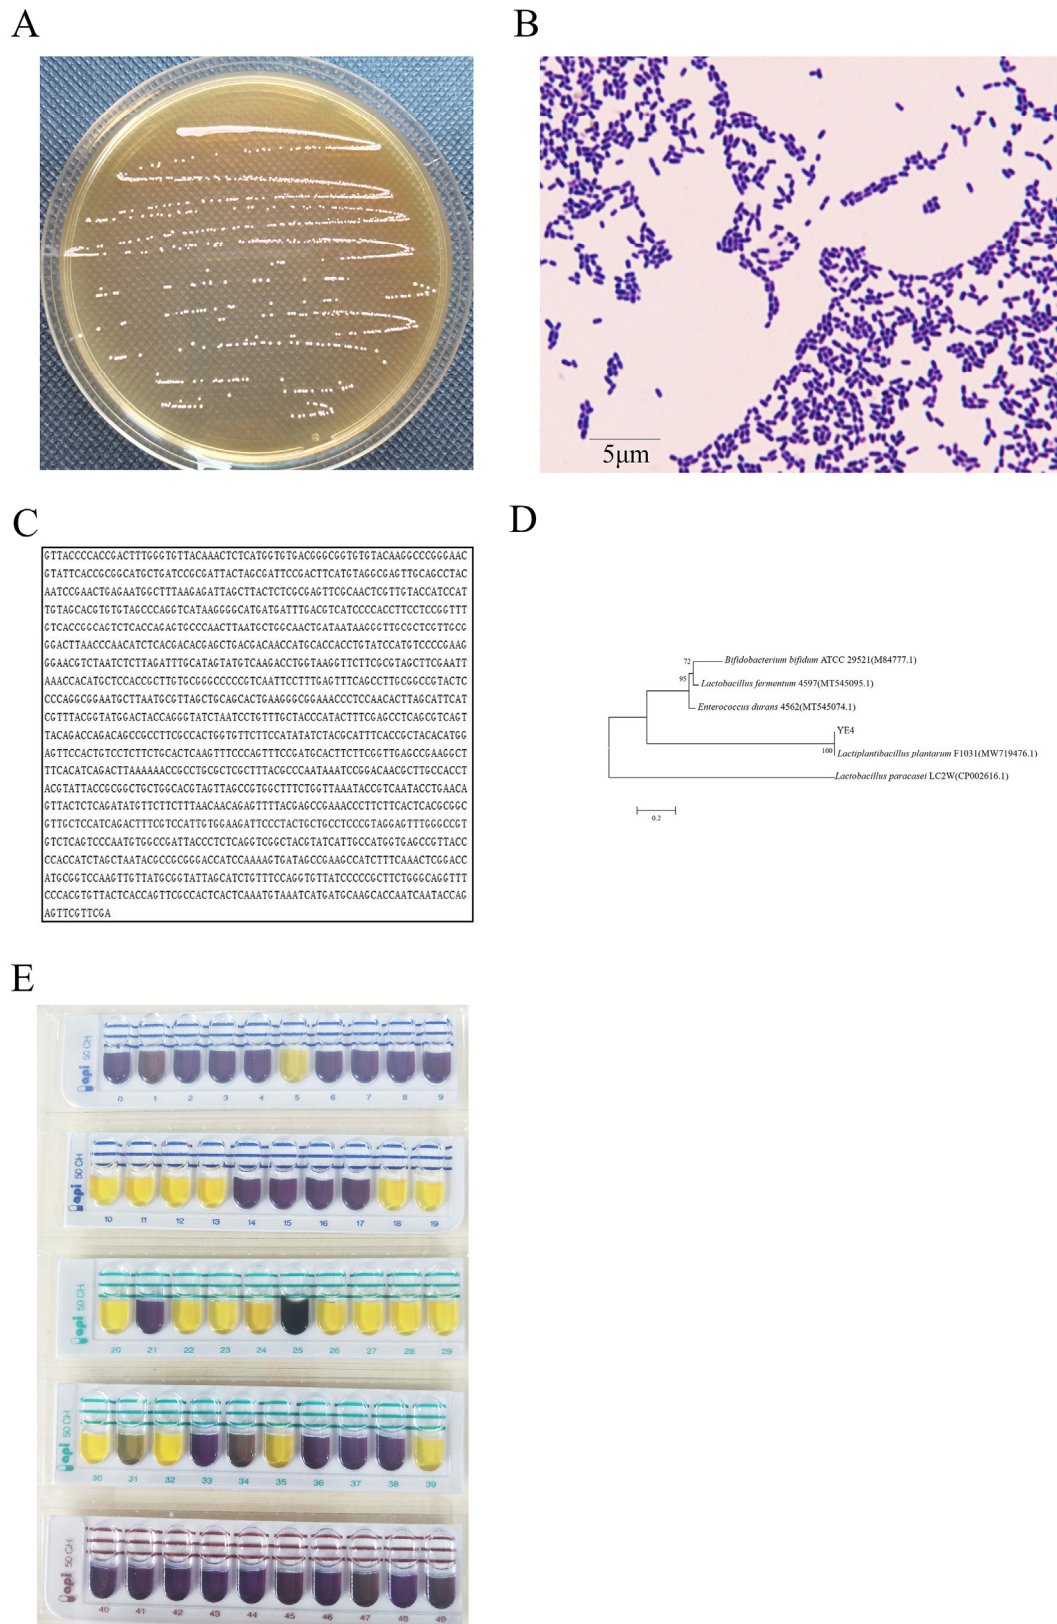 A
B
5μm
C
GTTACCCCACCGACTTTGGGTGTTACAAACTCTCATGGTGTGACGGGCGGTGTGTACAAGGCCCGGGAAC
GTATTCACCGCGGCATGCTGATCCGCGATTACTAGCGATTCCGACTTCATGTAGGCGAGTTGCAGCCTAC
AATCCGAACTGAGAATGGCTTTAAGAGATTAGCTTACTCTCGCGAGTTCGCAACTCGTTGTACCATCCAT
TGTAGCACGTGTGTAGCCCAGGTCATAAGGGGCATGATGATTTGACGTCATCCCCACCTTCCTCCGGTTT
GTCACCGGCAGTCTCACCAGAGTGCCCAACTTAATGCTGGCAACTGATAATAAGGGTTGCGCTCGTTGCG
GGACTTAACCCAACATCTCACGACACGAGCTGACGACAACCATGCACCACCTGTATCCATGTCCCCGAAG
GGAACGTCTAATCTCTTAGATTTGCATAGTATGTCAAGACCTGGTAAGGTTCTTCGCGTAGCTTCGAATT
AAACCACATGCTCCACCGCTTGTGCGGGCCCCCGTCAATTCCTTTGAGTTTCAGCCTTGCGGCCGTACTC
CCCAGGCGGAATGCTTAATGCGTTAGCTGCAGCACTGAAGGGCGGAAACCCTCCAACACTTAGCATTCAT
CGTTTACGGTATGGACTACCAGGGTATCTAATCCTGTTTGCTACCCATACTTTCGAGCCTCAGCGTCAGT
TACAGACCAGACAGCCGCCTTCGCCACTGGTGTTCTTCCATATATCTACGCATTTCACCGCTACACATGG
AGTTCCACTGTCCTCTTCTGCACTCAAGTTTCCCAGTTTCCGATGCACTTCTTCGGTTGAGCCGAAGGCT
TTCACATCAGACTTAAAAAACCGCCTGCGCTCGCTTTACGCCCAATAAATCCGGACAACGCTTGCCACCT
ACGTATTACCGCGGCTGCTGGCACGTAGTTAGCCGTGGCTTTCTGGTTAAATACCGTCAATACCTGAACA
GTTACTCTCAGATATGTTCTTCTTTAACAACAGAGTTTTACGAGCCGAAACCCTTCTTCACTCACGCGGC
GTTGCTCCATCAGACTTTCGTCCATTGTGGAAGATTCCCTACTGCTGCCTCCCGTAGGAGTTTGGGCCGT
GTCTCAGTCCCAATGTGGCCGATTACCCTCTCAGGTCGGCTACGTATCATTGCCATGGTGAGCCGTTACC
CCACCATCTAGCTAATACGCCGCGGGACCATCCAAAAGTGATAGCCGAAGCCATCTTTCAAACTCGGACC
ATGCGGTCCAAGTTGTTATGCGGTATTAGCATCTGTTTCCAGGTGTTATCCCCCGCTTCTGGGCAGGTTT
CCCACGTGTTACTCACCAGTTCGCCACTCACTCAAATGTAAATCATGATGCAAGCACCAATCAATACCAG
AGTTCGTTCGA
D
72
Bifidobacterium bifidum ATCC 29521(M84777.1)
95
Lactobacillus fermentum 4597(MT545095.1)
Enterococcus durans 4562(MT545074.1)
YE4
100
Lactiplantibacillus plantarum F1031(MW719476.1)
Lactobacillus paracasei LC2W(CP002616.1)
0.2
E
api 50 CH
0 1 2 3 4 5 6 7 8 9
api 50 CH
10 11 12 13 14 15 16 17 18 19
api 50 CH
20 21 22 23 24 25 26 27 28 29
api 50 CH
30 31 32 33 34 35 36 37 38 39
api 50 CH
40 41 42 43 44 45 46 47 48 49